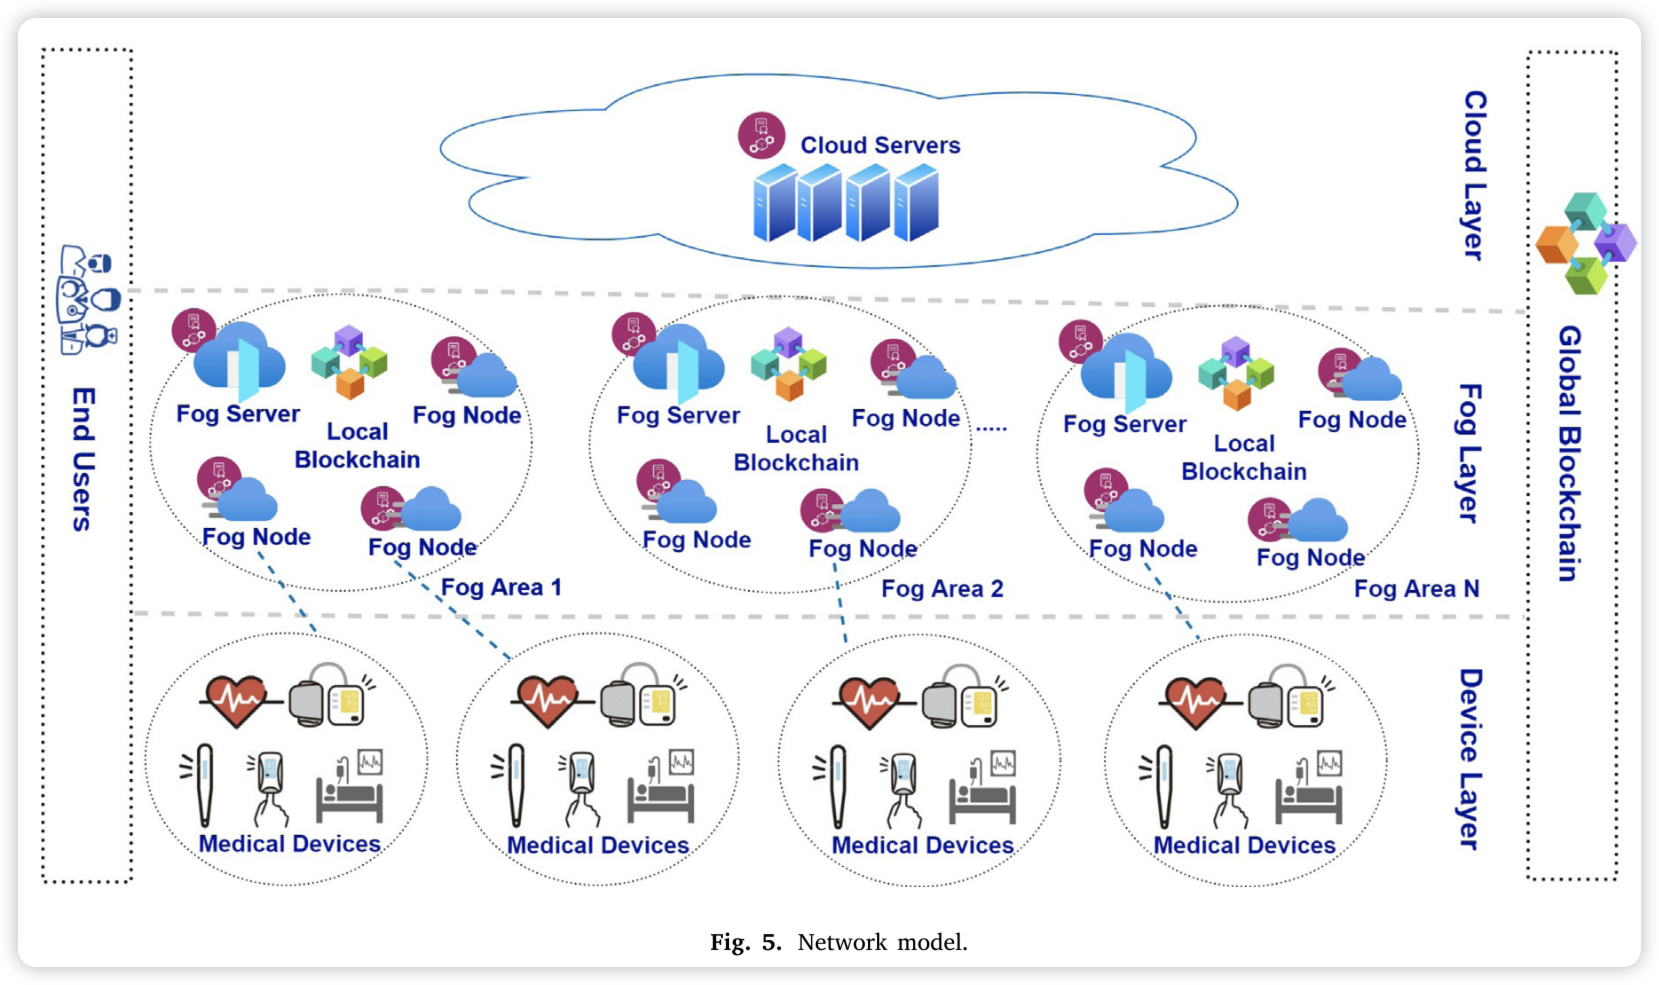 Cloud Servers
Cloud Layer
End Users
Global Blockchain
Fog Server
Local
Blockchain
Fog Node
Fog Node
Fog Node
Fog Area 1
Fog Server
Local
Blockchain
Fog Node
.....
Fog Node
Fog Node
Fog Area 2
Fog Server
Local
Blockchain
Fog Node
Fog Node
Fog Node
Fog Area N
Fog Layer
Medical Devices
Medical Devices
Medical Devices
Medical Devices
Device Layer
Fig. 5. Network model.